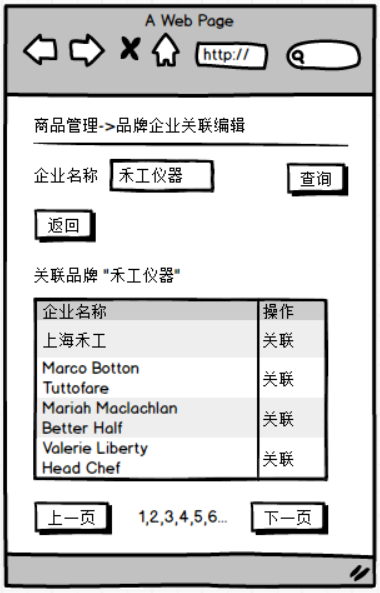 A Web Page
http://
商品管理->品牌企业关联编辑
企业名称 禾工仪器 查询
返回
关联品牌 "禾工仪器"
企业名称 操作
上海禾工 关联
Marco Botton
Tuttofare 关联
Mariah Maclachlan
Better Half 关联
Valerie Liberty
Head Chef 关联
上一页 1,2,3,4,5,6... 下一页